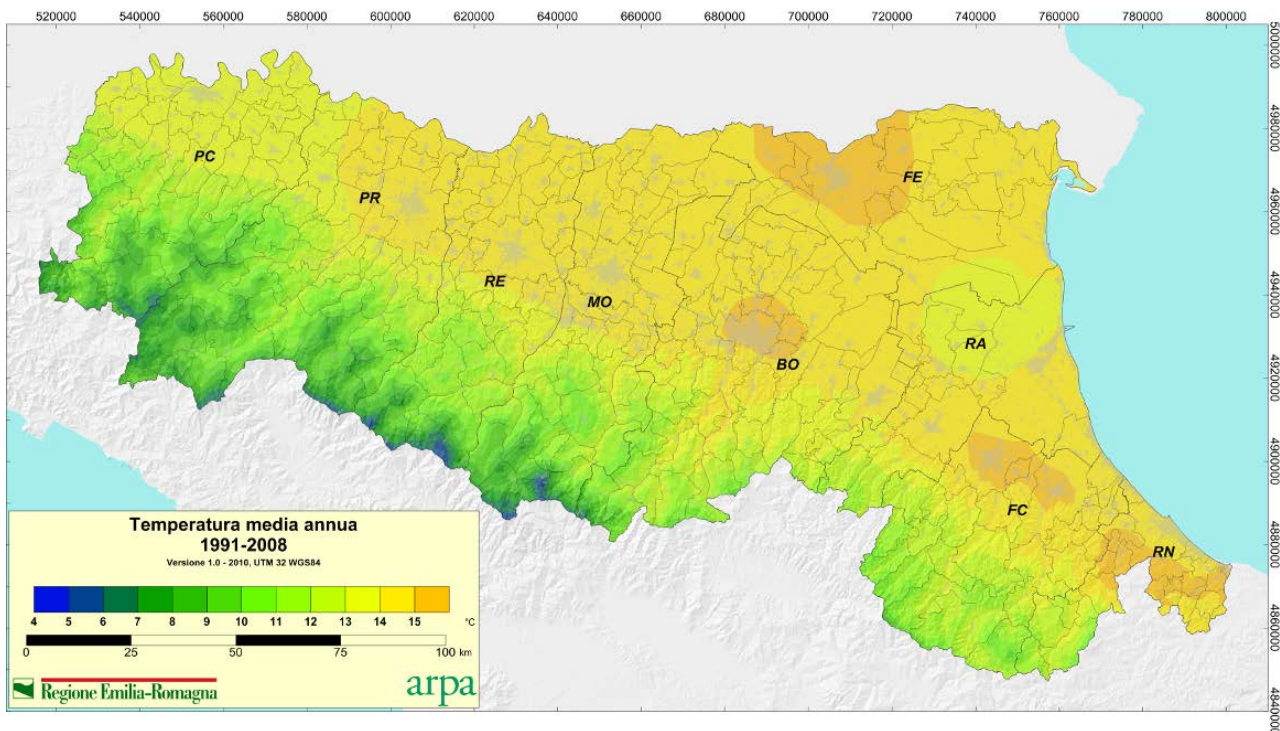 520000 540000 560000 580000 600000 620000 640000 660000 680000 700000 720000 740000 760000 780000 800000
5000000
4980000
4960000
4940000
4920000
4900000
4880000
4860000
4840000
PC
PR
RE
MO
BO
FE
RA
FC
RN
Temperatura media annua
1991-2008
Versione 1.0 - 2010, UTM 32 WGS84
4 5 6 7 8 9 10 11 12 13 14 15 °C
0 25 50 75 100 km
Regione Emilia-Romagna
arpa